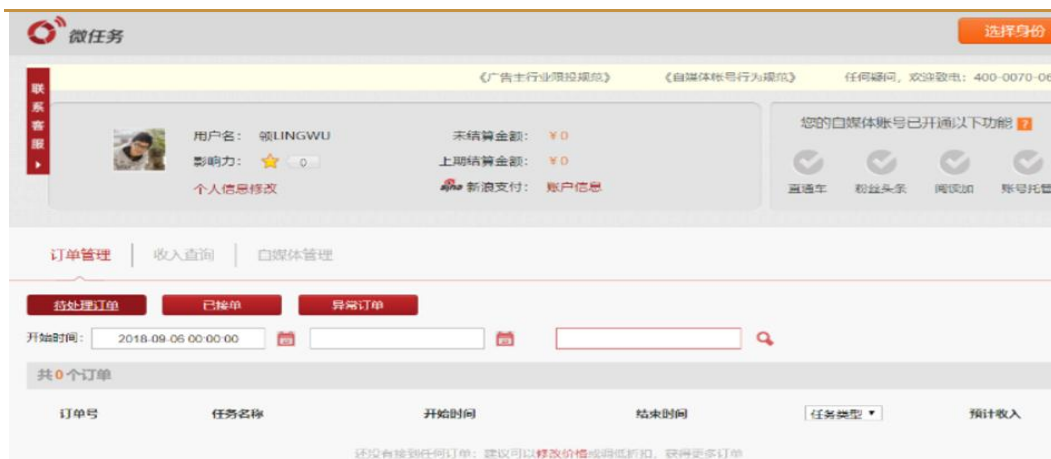 微任务
选择身份
《广告主行业限投规范》 《自媒体帐号行为规范》 任何疑问，欢迎致电：400-0070-06
联系客服
用户名： 领LINGWU 未结算金额： ￥0
影响力： 0 上期结算金额： ￥0
个人信息修改 sina 新浪支付： 账户信息
您的自媒体账号已开通以下功能 ?
直通车 粉丝头条 阅读加 账号托管
订单管理 收入查询 自媒体管理
待处理订单 已接单 异常订单
开始时间： 2018-09-06 00:00:00
共0个订单
订单号 任务名称 开始时间 结束时间 任务类型 预计收入
还没有接到任何订单；建议可以修改价格或调低折扣，获得更多订单